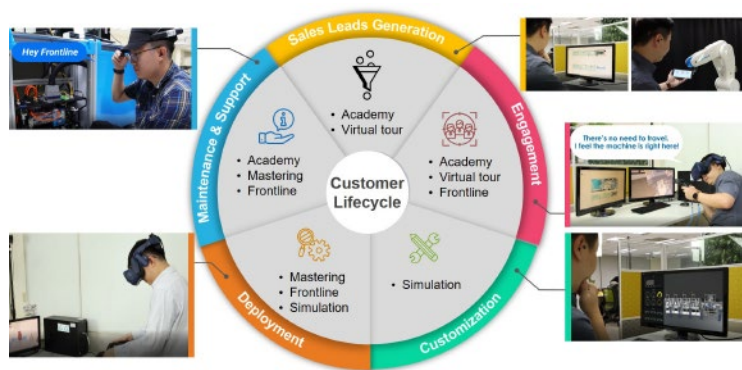 Hey Frontline
Sales Leads Generation
• Academy
• Virtual tour
Engagement
• Academy
• Virtual tour
• Frontline
There's no need to travel.
I feel the machine is right here!
Customization
• Simulation
Deployment
• Mastering
• Frontline
• Simulation
Maintenance & Support
• Academy
• Mastering
• Frontline
Customer
Lifecycle